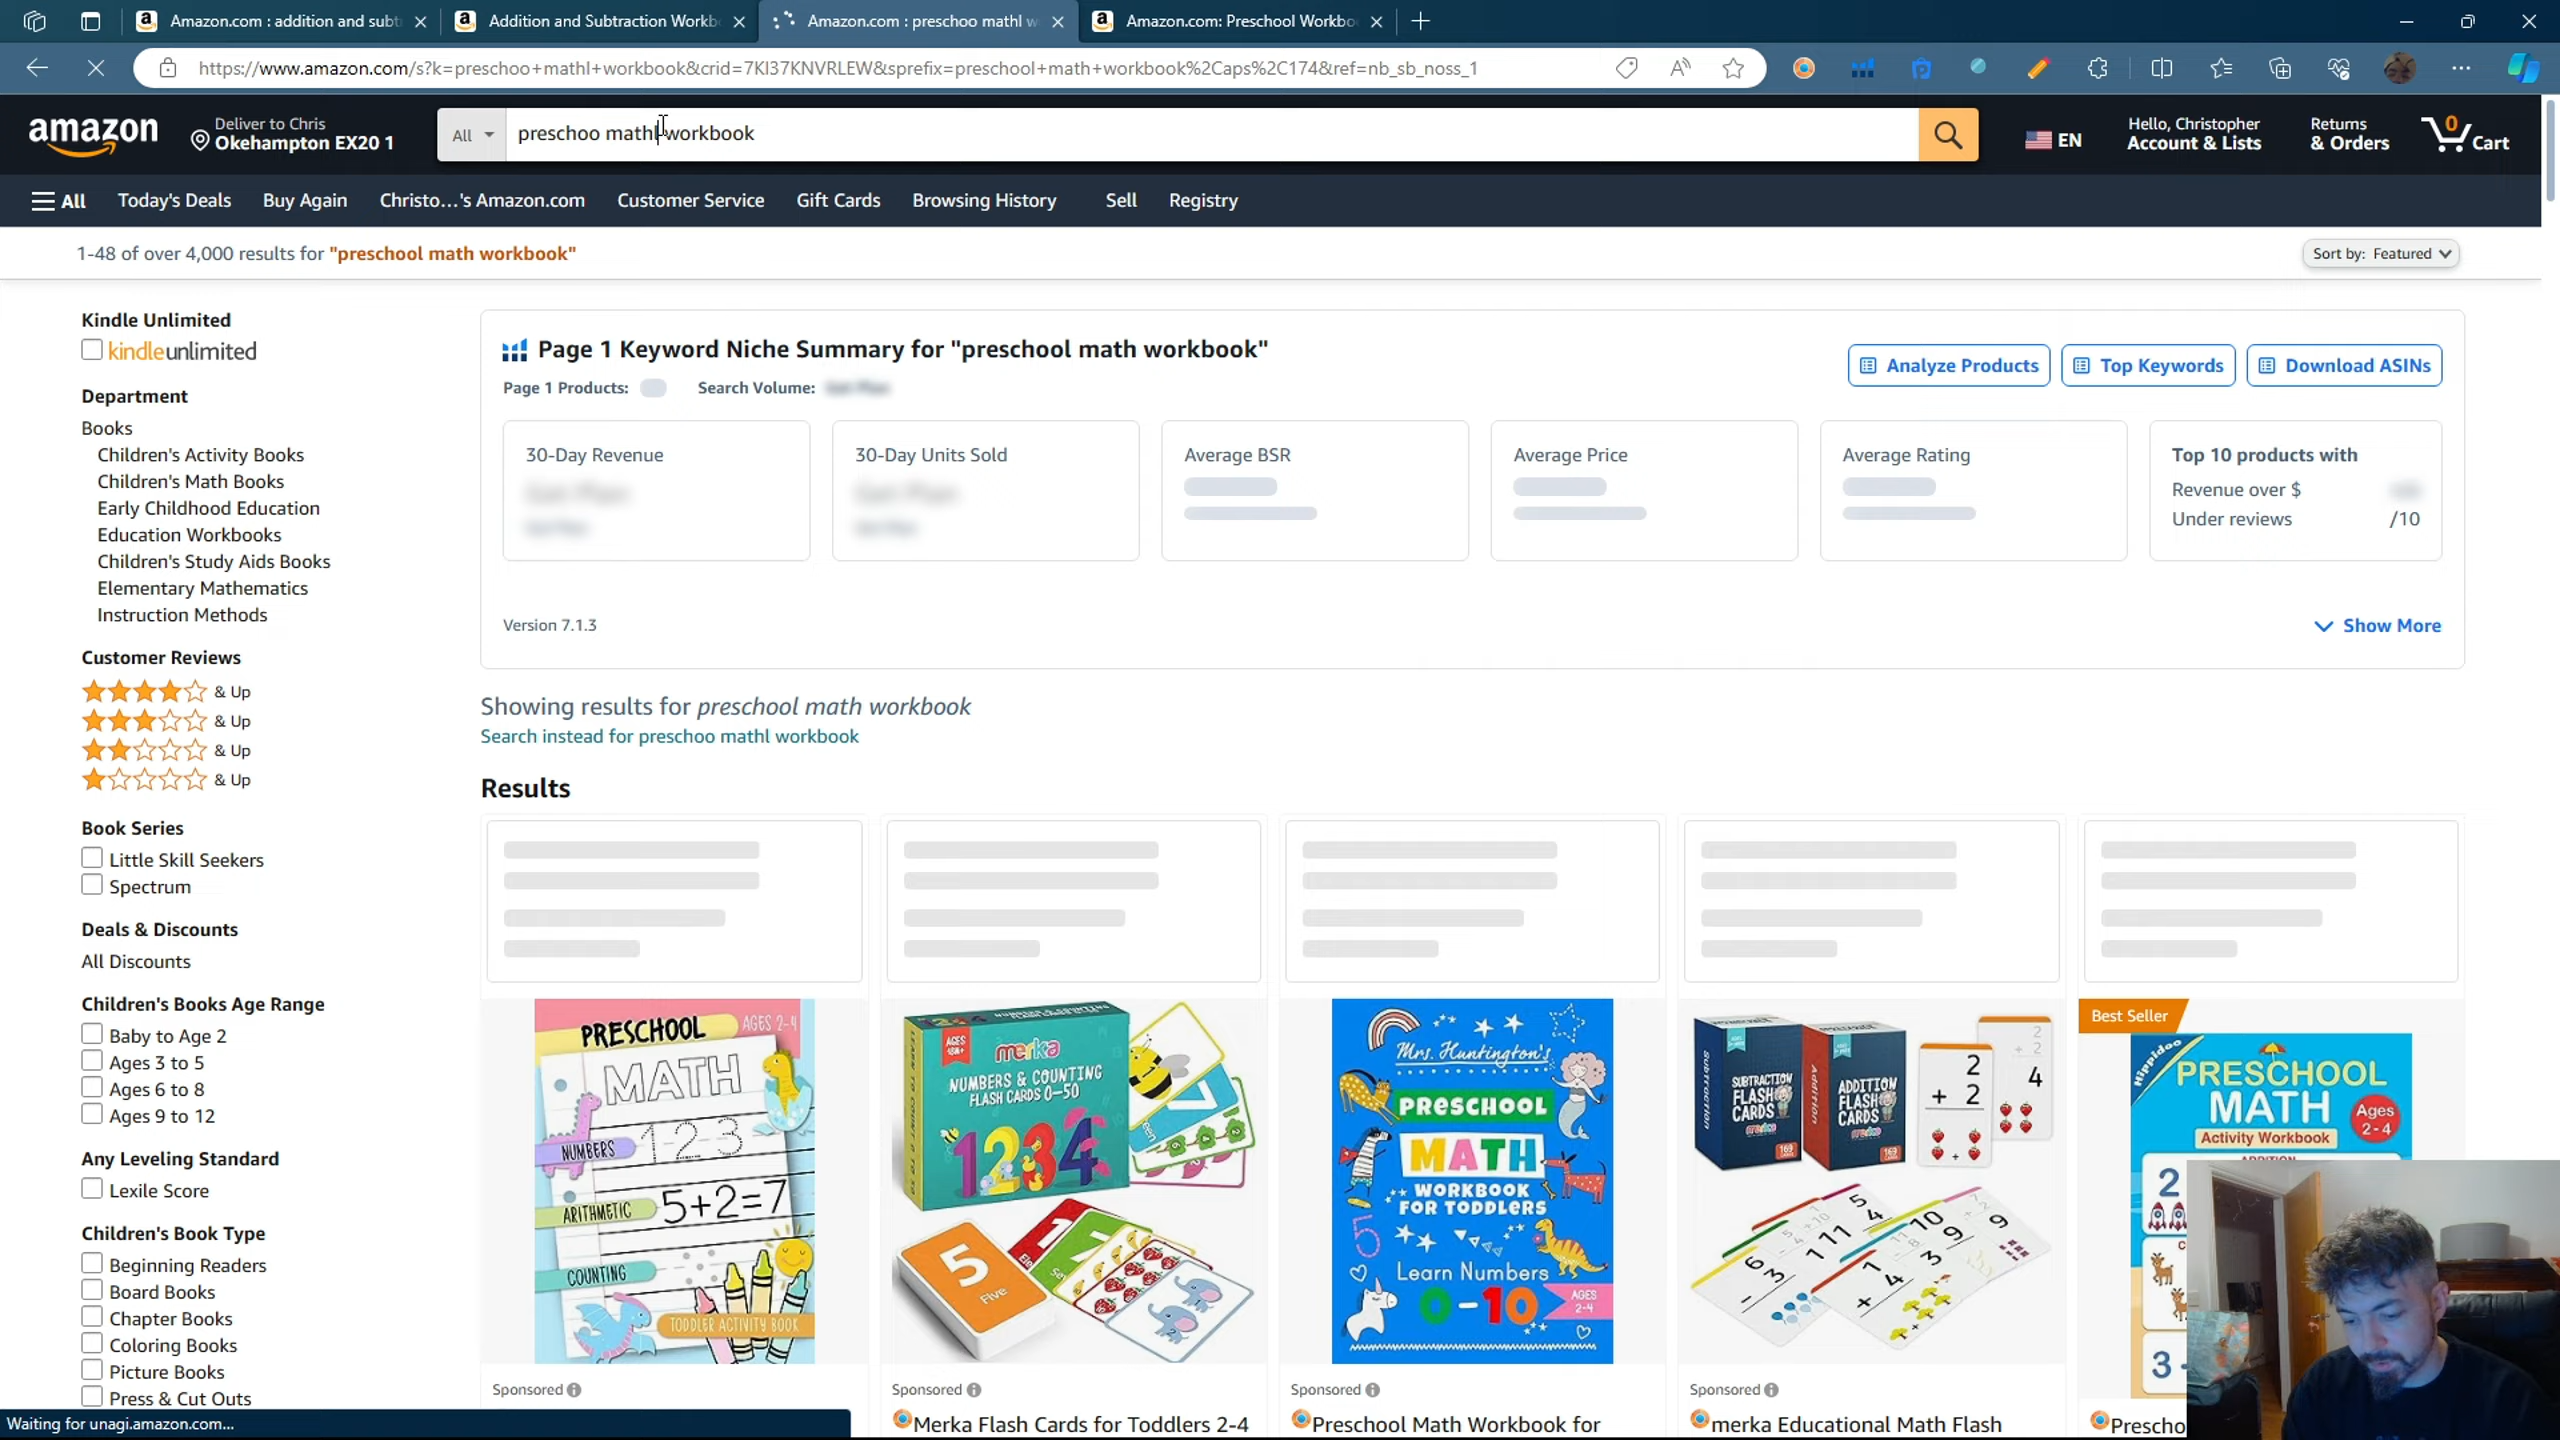 Amazon.com : addition and subt
Addition and Subtraction Workb
Amazon.com : preschoo mathl w
Amazon.com: Preschool Workbo
https://www.amazon.com/s?k=preschoo+mathl+workbook&crid=7KI37KNVRLEW&sprefix=preschool+math+workbook%2Caps%2C174&ref=nb_sb_noss_1
amazon
Deliver to Chris
Okehampton EX20 1
All
preschoo mathl workbook
EN
Hello, Christopher
Account & Lists
Returns
& Orders
0
Cart
All
Today's Deals
Buy Again
Christo...'s Amazon.com
Customer Service
Gift Cards
Browsing History
Sell
Registry
1-48 of over 4,000 results for "preschool math workbook"
Sort by: Featured
Kindle Unlimited
kindleunlimited
Department
Books
Children's Activity Books
Children's Math Books
Early Childhood Education
Education Workbooks
Children's Study Aids Books
Elementary Mathematics
Instruction Methods
Customer Reviews
& Up
& Up
& Up
& Up
Book Series
Little Skill Seekers
Spectrum
Deals & Discounts
All Discounts
Children's Books Age Range
Baby to Age 2
Ages 3 to 5
Ages 6 to 8
Ages 9 to 12
Any Leveling Standard
Lexile Score
Children's Book Type
Beginning Readers
Board Books
Chapter Books
Coloring Books
Picture Books
Press & Cut Outs
Waiting for unagi.amazon.com...
Page 1 Keyword Niche Summary for "preschool math workbook"
Analyze Products
Top Keywords
Download ASINs
Page 1 Products:
Search Volume:
30-Day Revenue
30-Day Units Sold
Average BSR
Average Price
Average Rating
Top 10 products with
Revenue over $
Under reviews
/10
Version 7.1.3
Show More
Showing results for preschool math workbook
Search instead for preschoo mathl workbook
Results
PRESCHOOL
AGES 2-4
MATH
NUMBERS
1 2 3
ARITHMETIC
5+2=7
COUNTING
TODDLER ACTIVITY BOOK
Sponsored
AGES
merka
NUMBERS & COUNTING
FLASH CARDS 0-50
1234
5
Five
Sponsored
Merka Flash Cards for Toddlers 2-4
Mrs. Huntington's
PRESCHOOL
MATH
WORKBOOK
FOR TODDLERS
Learn Numbers
0-10
AGES
2-4
Sponsored
Preschool Math Workbook for
SUBTRACTION
FLASH
CARDS
ADDITION
FLASH
CARDS
merka
169
169
2
+ 2
4
Sponsored
merka Educational Math Flash
Best Seller
Hippidoo
PRESCHOOL
MATH
Ages
2-4
Activity Workbook
ADDITION
2
3
Prescho